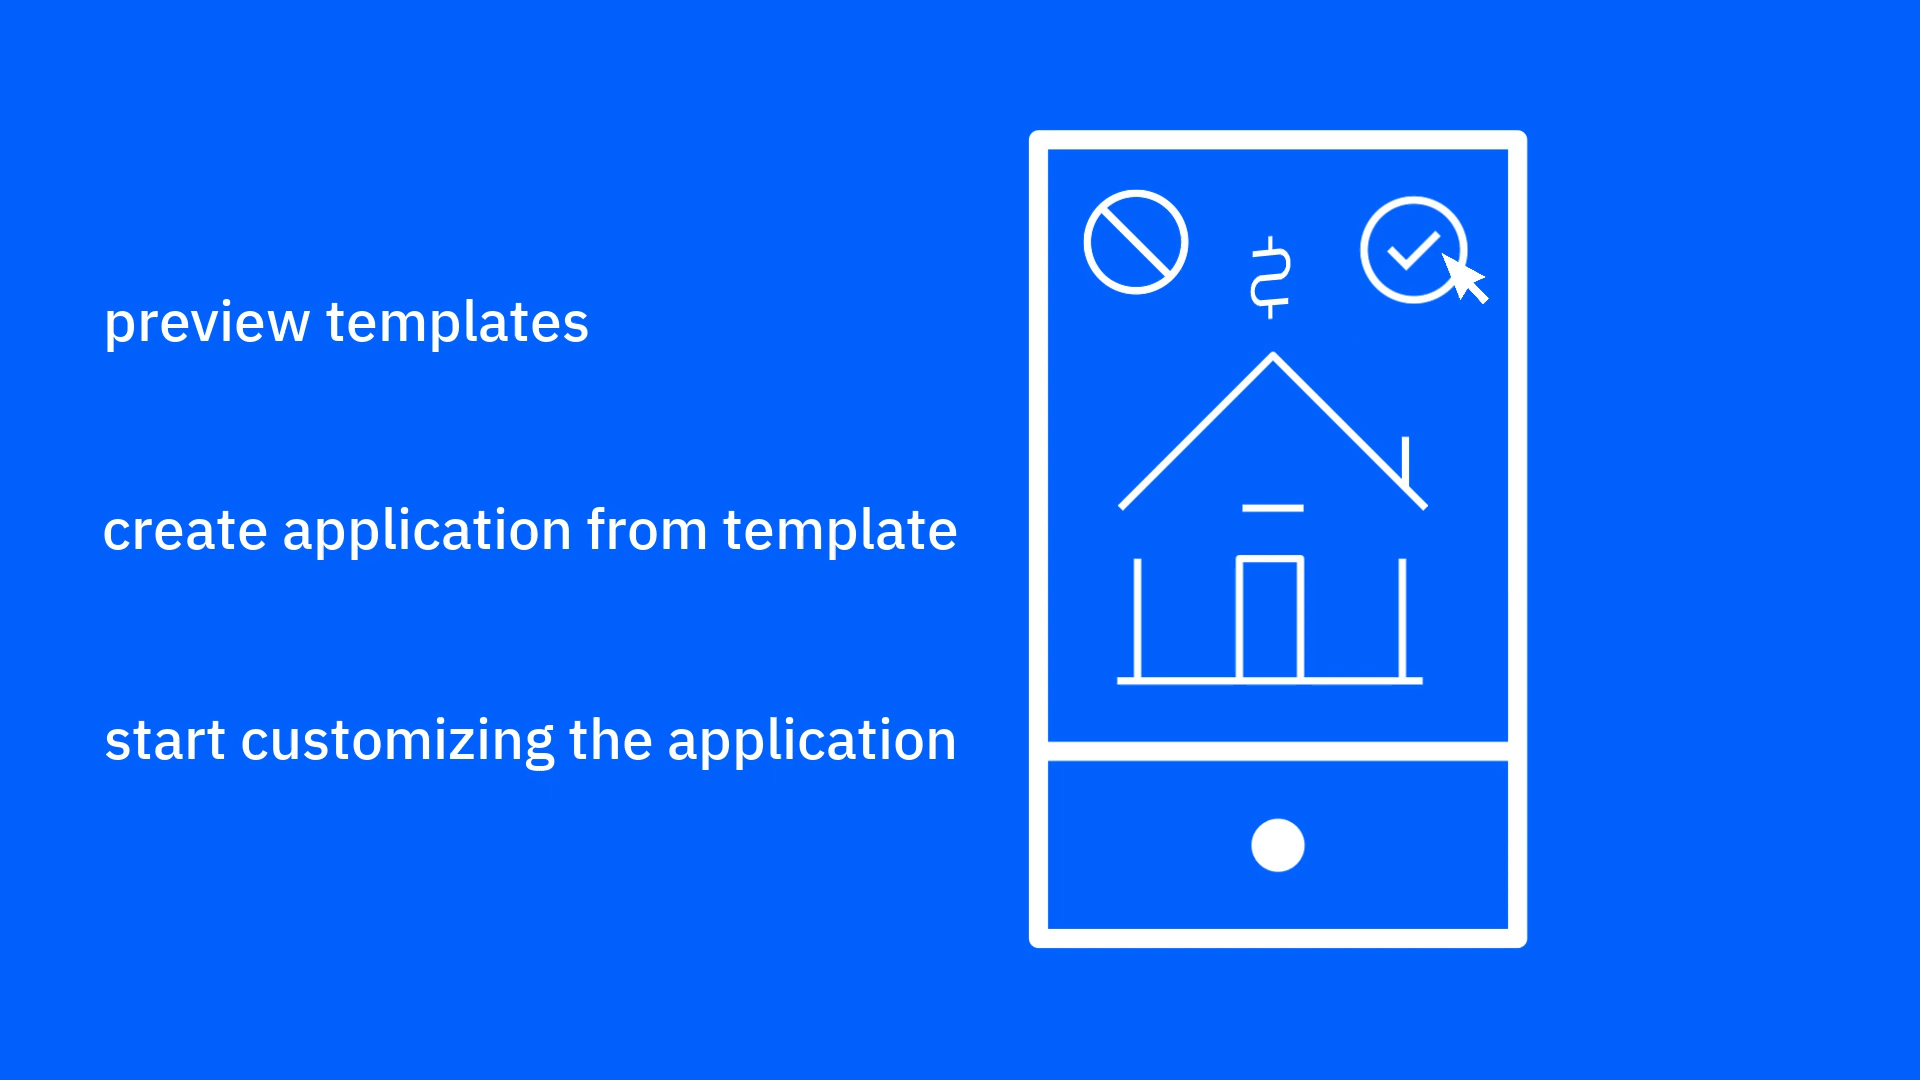 preview templates
create application from template
start customizing the application